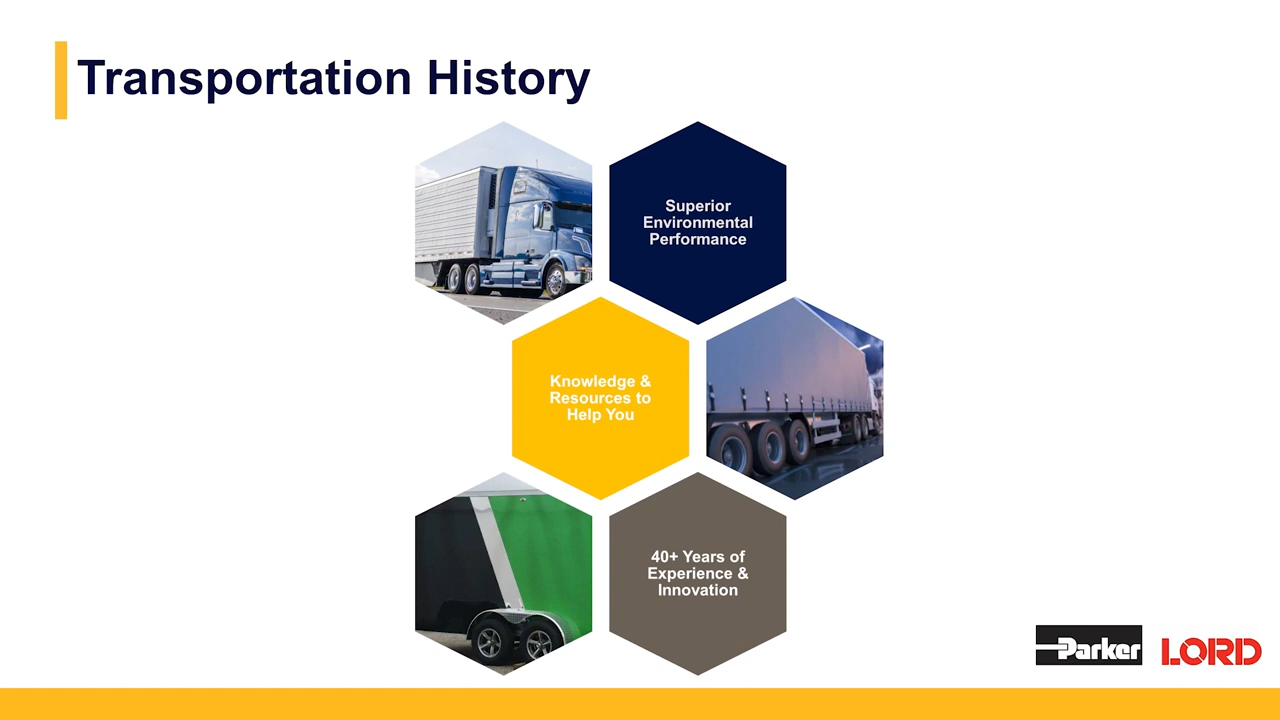 Transportation History
Superior
Environmental
Performance
Knowledge &
Resources to
Help You
40+ Years of
Experience &
Innovation
Parker
LORD